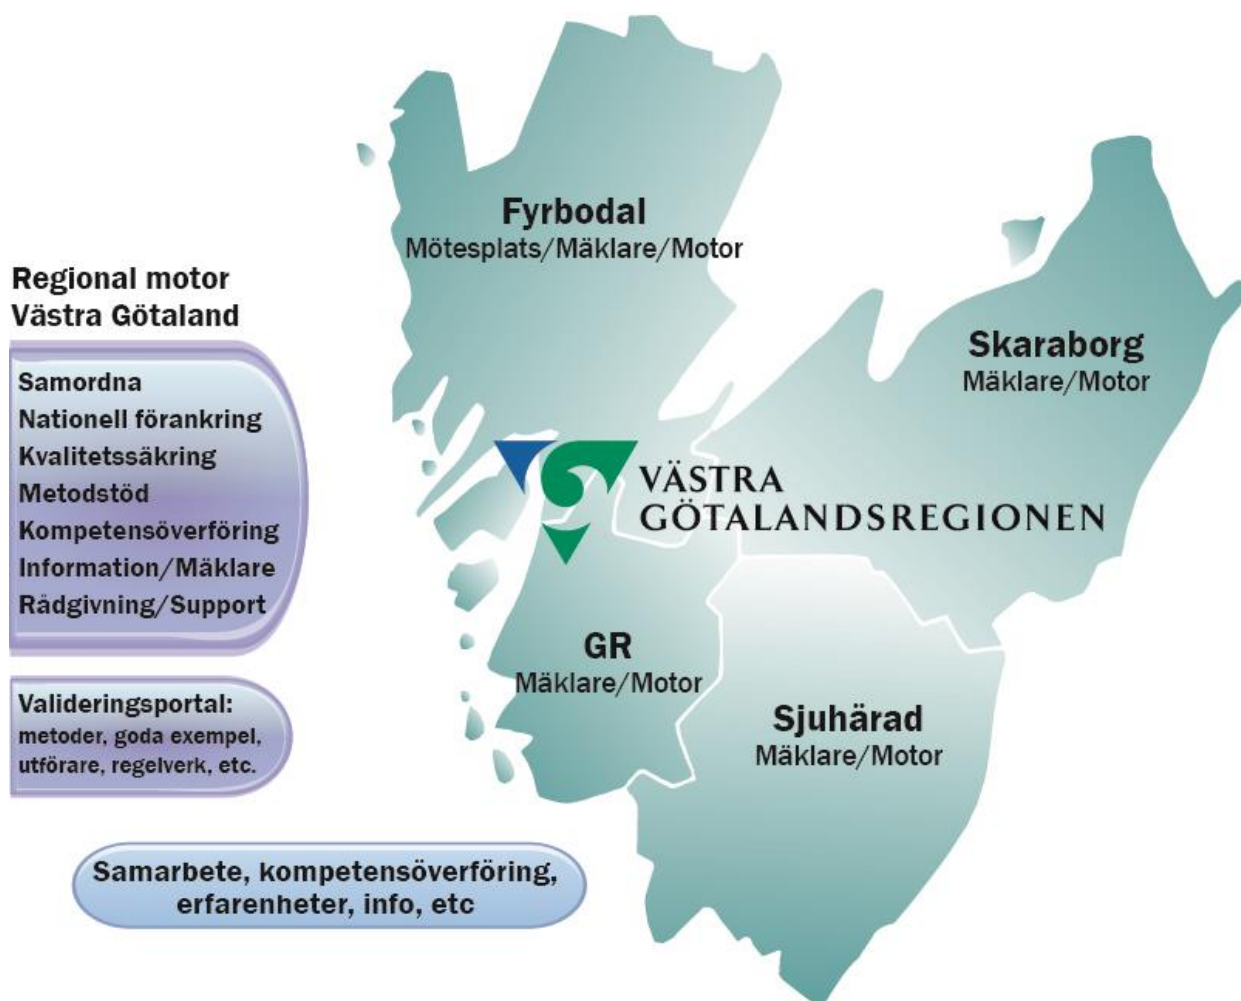 Fyrbodal
Mötesplats/Mäklare/Motor
Regional motor
Västra Götaland
Samordna
Nationell förankring
Kvalitetssäkring
Metodstöd
Kompetensöverföring
Information/Mäklare
Rådgivning/Support
Valideringsportal:
metoder, goda exempel,
utförare, regelverk, etc.
Skaraborg
Mäklare/Motor
VÄSTRA
GÖTALANDSREGIONEN
GR
Mäklare/Motor
Sjuhärad
Mäklare/Motor
Samarbete, kompetensöverföring,
erfarenheter, info, etc